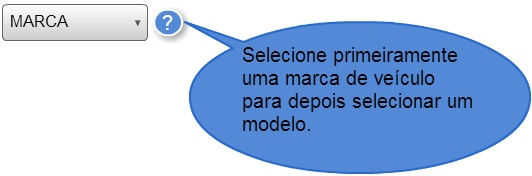 MARCA
?
Selecione primeiramente
uma marca de veículo
para depois selecionar um
modelo.